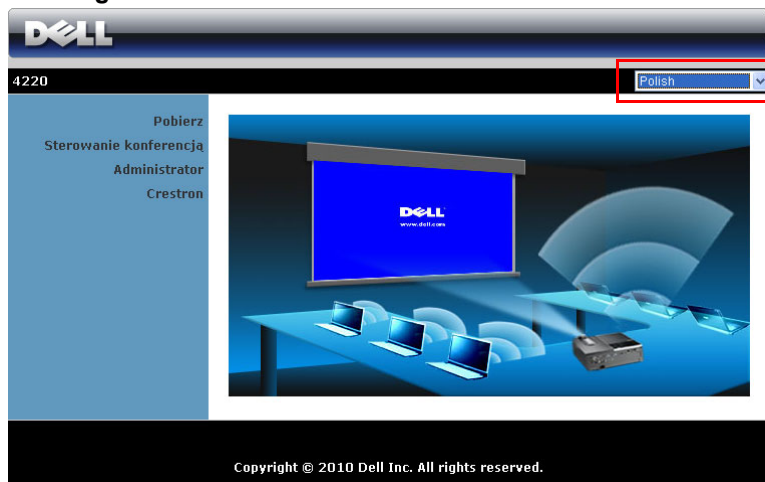 DELL
4220
Polish
Pobierz
Sterowanie konferencją
Administrator
Crestron
DELL
www.dell.com
Copyright © 2010 Dell Inc. All rights reserved.